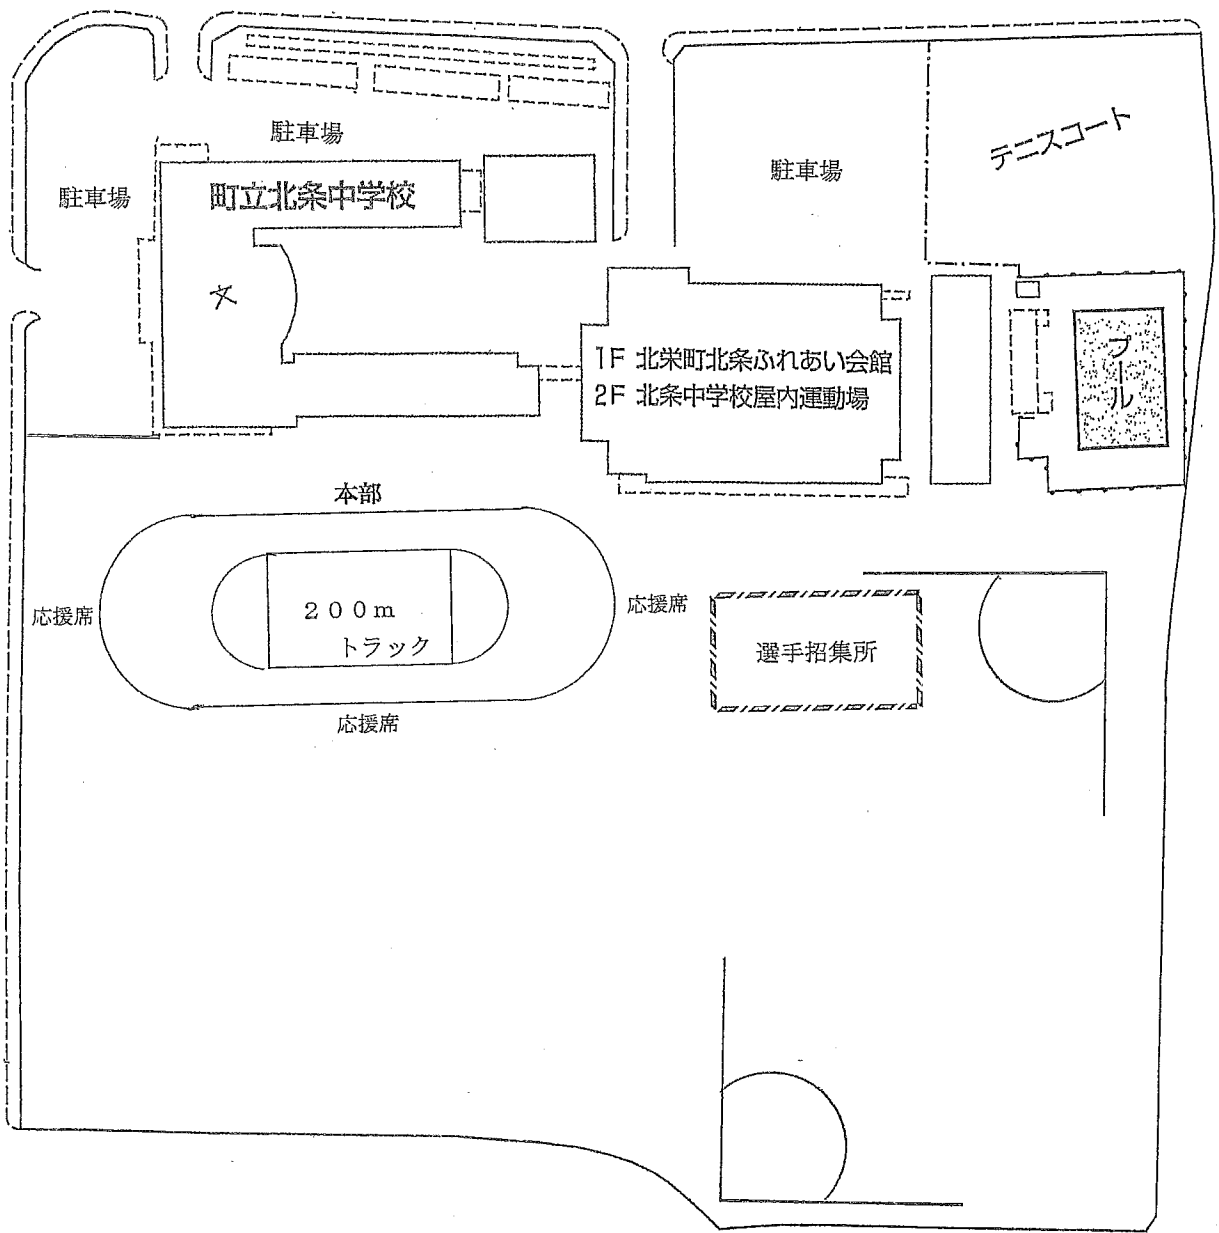 駐車場
テニスコート
駐車場
駐車場
町立北条中学校
文
1F 北栄町北条ふれあい会館
2F 北条中学校屋内運動場
プール
本部
応援席
200m
トラック
応援席
選手招集所
応援席